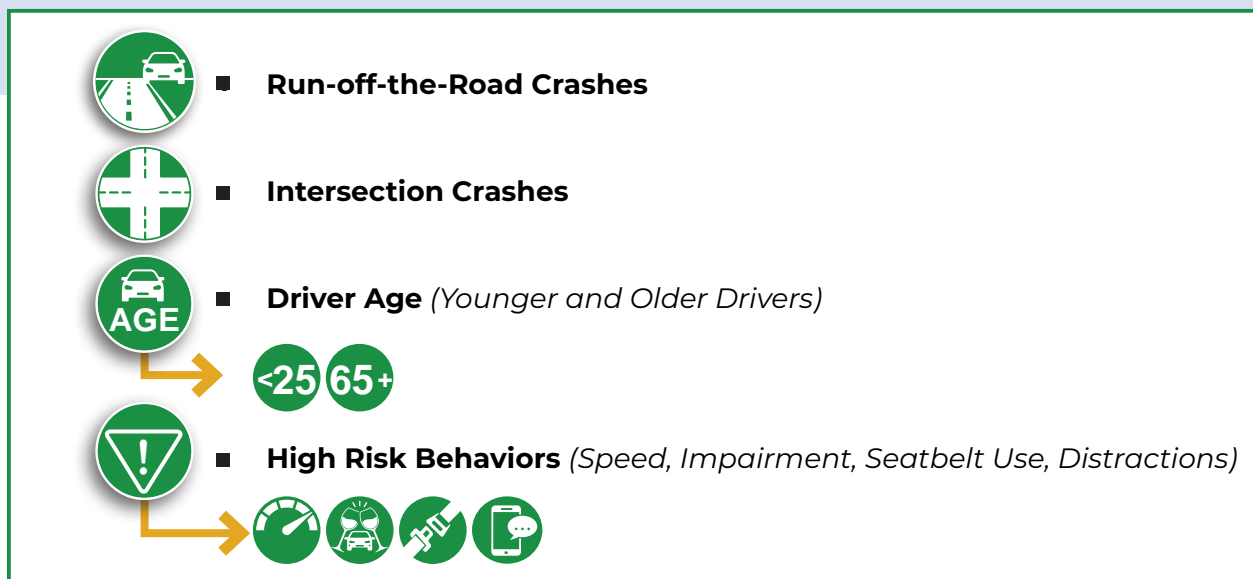 Run-off-the-Road Crashes
Intersection Crashes
AGE
Driver Age (Younger and Older Drivers)
<25 65+
High Risk Behaviors (Speed, Impairment, Seatbelt Use, Distractions)